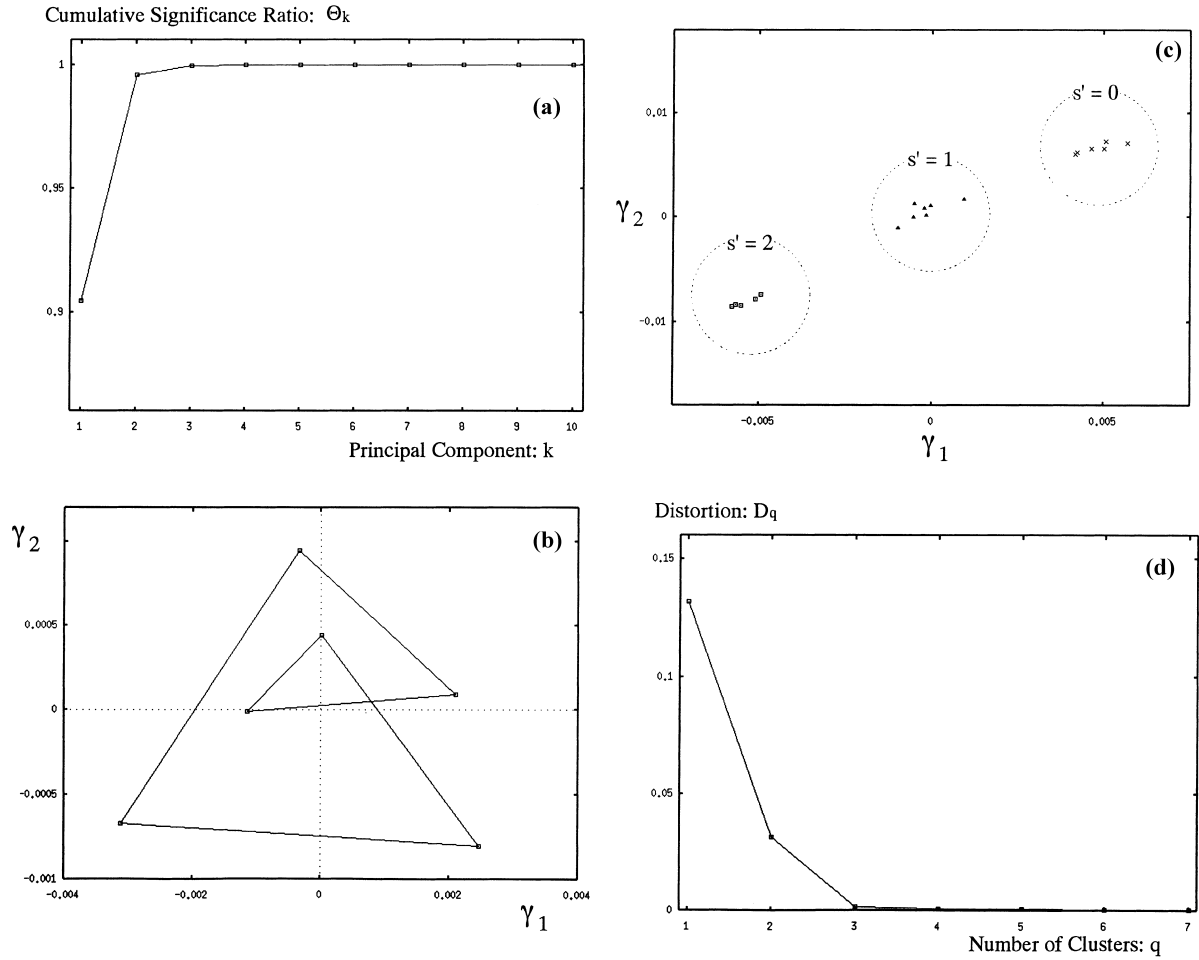 Cumulative Significance Ratio: Θk
1
0.95
0.9
(a)
1 2 3 4 5 6 7 8 9 10
Principal Component: k
(c)
0.01
0
-0.01
γ2
s' = 0
s' = 1
s' = 2
-0.005 0 0.005
γ1
γ2
(b)
0.0005
0
-0.0005
-0.001
-0.004 -0.002 0 0.002 0.004
γ1
Distortion: Dq
0.15
0.1
0.05
0
(d)
1 2 3 4 5 6 7
Number of Clusters: q